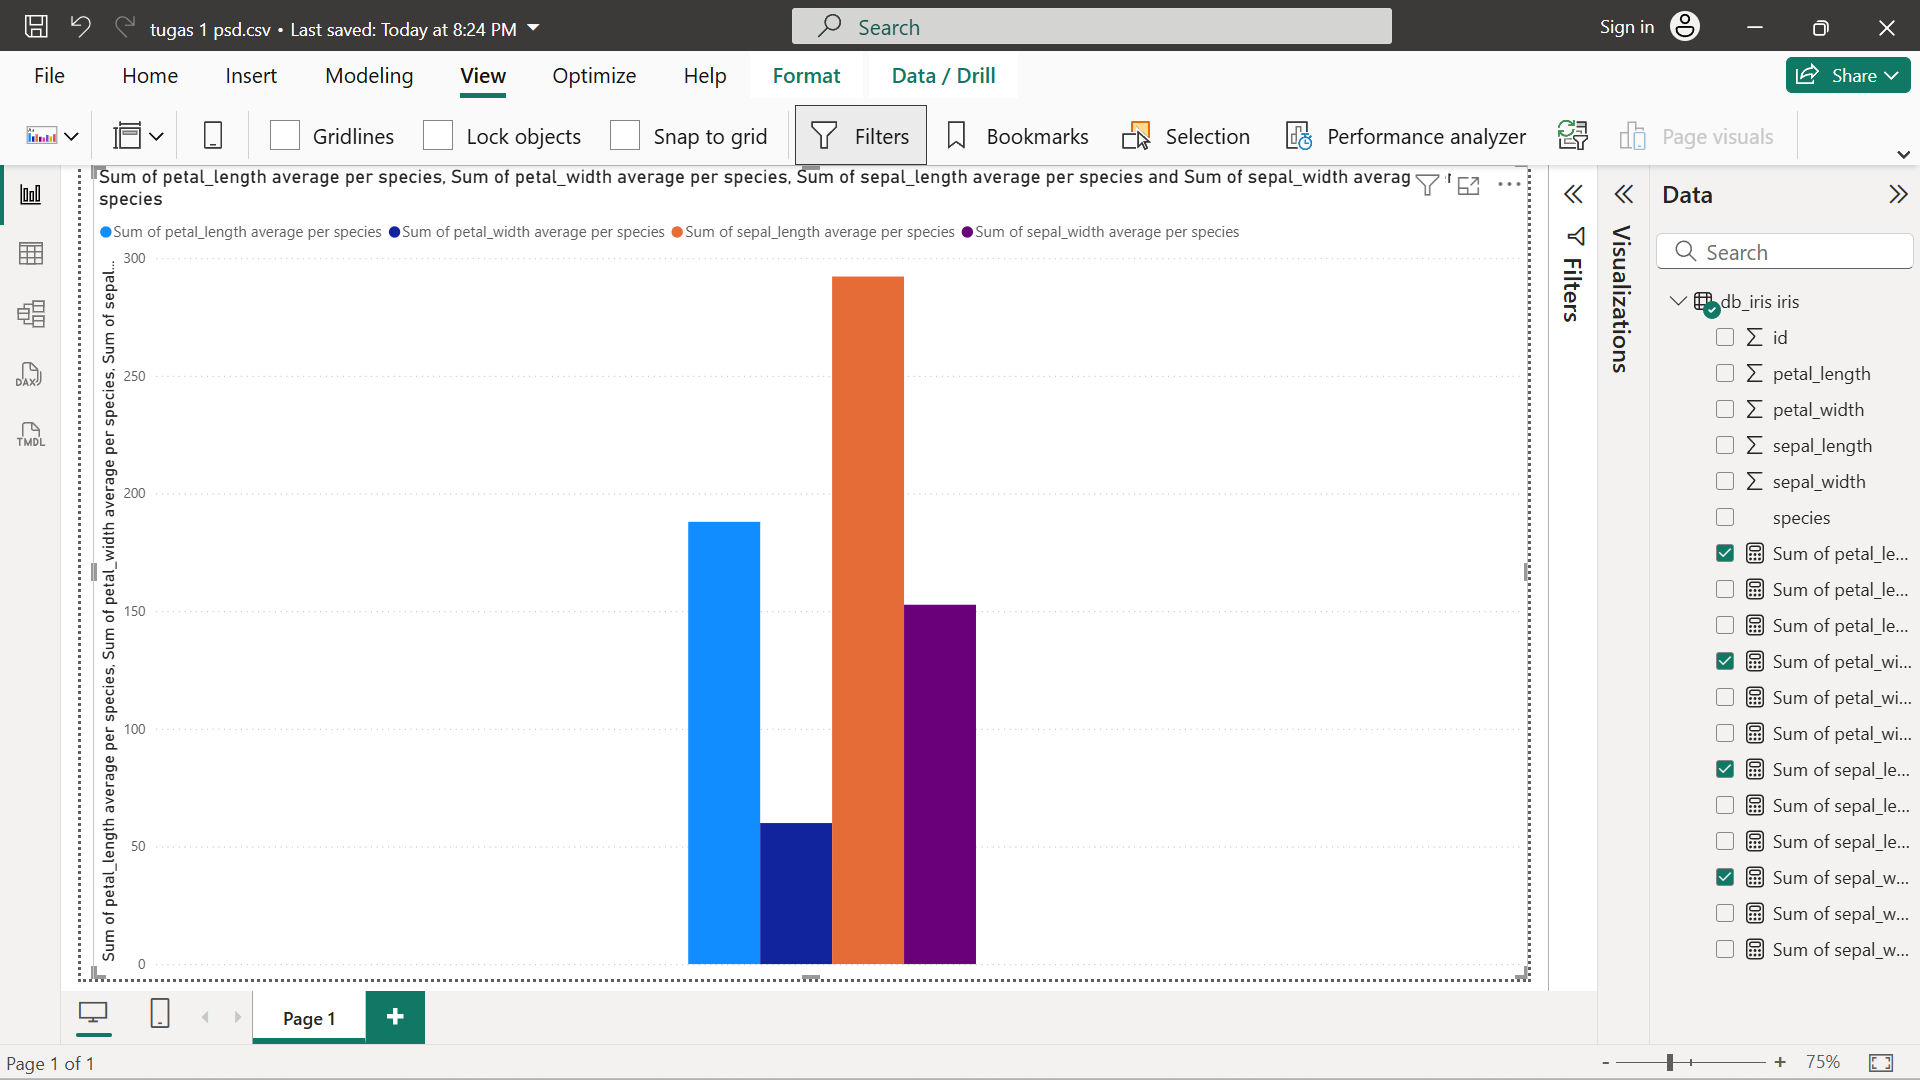 tugas 1 psd.csv • Last saved: Today at 8:24 PM
Search
Sign in
File
Home
Insert
Modeling
View
Optimize
Help
Format
Data / Drill
Share
Gridlines
Lock objects
Snap to grid
Filters
Bookmarks
Selection
Performance analyzer
Page visuals
Sum of petal_length average per species, Sum of petal_width average per species, Sum of sepal_length average per species and Sum of sepal_width averag
species
Sum of petal_length average per species
Sum of petal_width average per species
Sum of sepal_length average per species
Sum of sepal_width average per species
Sum of petal_length average per species, Sum of petal_width average per species, Sum of sepal...
300
250
200
150
100
50
0
Filters
Visualizations
Data
Search
db_iris iris
id
petal_length
petal_width
sepal_length
sepal_width
species
Sum of petal_le...
Sum of petal_le...
Sum of petal_le...
Sum of petal_wi...
Sum of petal_wi...
Sum of petal_wi...
Sum of sepal_le...
Sum of sepal_le...
Sum of sepal_le...
Sum of sepal_w...
Sum of sepal_w...
Sum of sepal_w...
DAX
TMDL
Page 1
+
Page 1 of 1
- + 75%